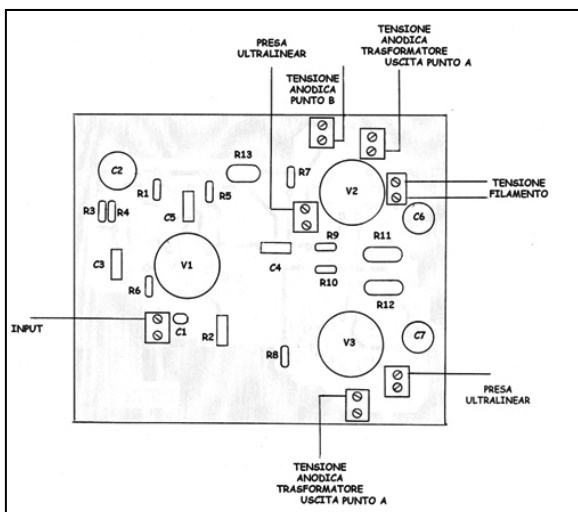 PRESA
ULTRALINEAR
TENSIONE
ANODICA
PUNTO B
TENSIONE
ANODICA
TRASFORMATORE
USCITA PUNTO A
C2
R13
R7
V2
TENSIONE
FILAMENTO
R1
R5
R3
R4
C5
C6
C3
V1
C4
R9
R11
R10
R6
R12
INPUT
C1
R2
V3
C7
R8
PRESA
ULTRALINEAR
TENSIONE
ANODICA
TRASFORMATORE
USCITA PUNTO A